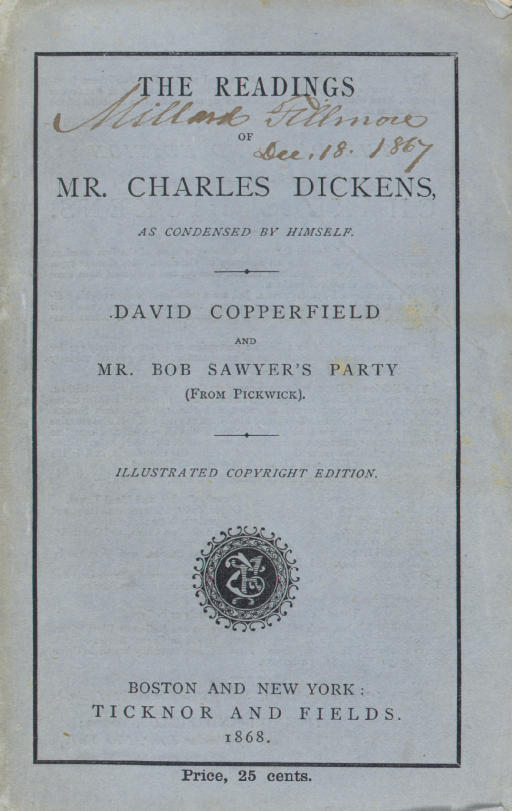 THE READINGS
Millard Fillmore
OF
Dec. 18. 1867
MR. CHARLES DICKENS,
AS CONDENSED BY HIMSELF.
DAVID COPPERFIELD
AND
MR. BOB SAWYER'S PARTY
(FROM PICKWICK).
ILLUSTRATED COPYRIGHT EDITION.
BOSTON AND NEW YORK:
TICKNOR AND FIELDS.
1868.
Price, 25 cents.